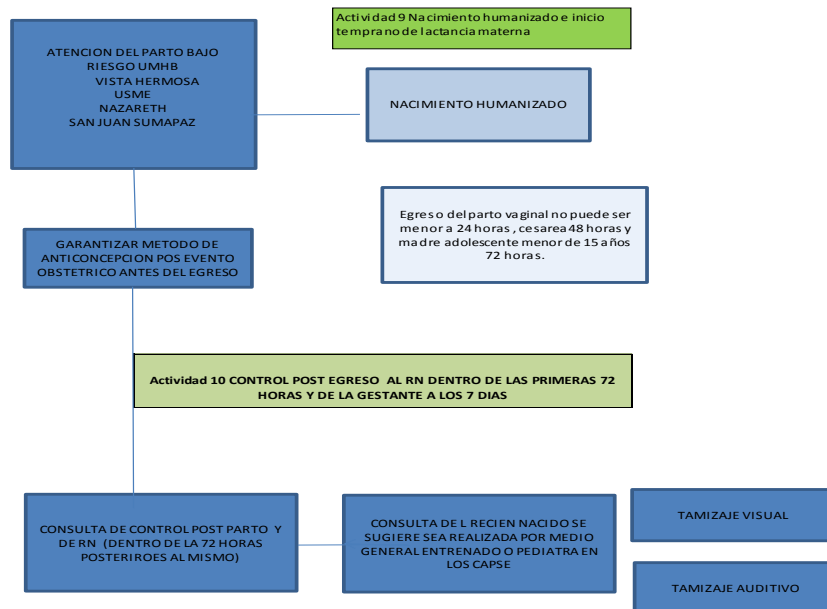 Actividad 9 Nacimiento humanizado e inicio
temprano de lactancia materna
ATENCION DEL PARTO BAJO
RIESGO UMHB
VISTA HERMOSA
USME
NAZARETH
SAN JUAN SUMAPAZ
NACIMIENTO HUMANIZADO
Egreso del parto vaginal no puede ser
menor a 24 horas , cesarea 48 horas y
madre adolescente menor de 15 años
72 horas.
GARANTIZAR METODO DE
ANTICONCEPCION POS EVENTO
OBSTETRICO ANTES DEL EGRESO
Actividad 10 CONTROL POST EGRESO AL RN DENTRO DE LAS PRIMERAS 72
HORAS Y DE LA GESTANTE A LOS 7 DIAS
CONSULTA DE CONTROL POST PARTO Y
DE RN (DENTRO DE LA 72 HORAS
POSTERIROES AL MISMO)
CONSULTA DE L RECIEN NACIDO SE
SUGIERE SEA REALIZADA POR MEDIO
GENERAL ENTRENADO O PEDIATRA EN
LOS CAPSE
TAMIZAJE VISUAL
TAMIZAJE AUDITIVO